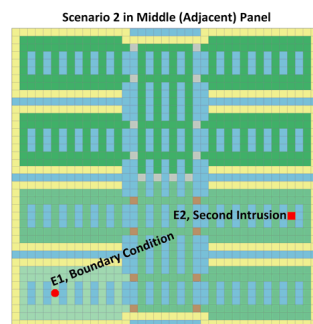 Scenario 2 in Middle (Adjacent) Panel
E2, Second Intrusion
E1, Boundary Condition